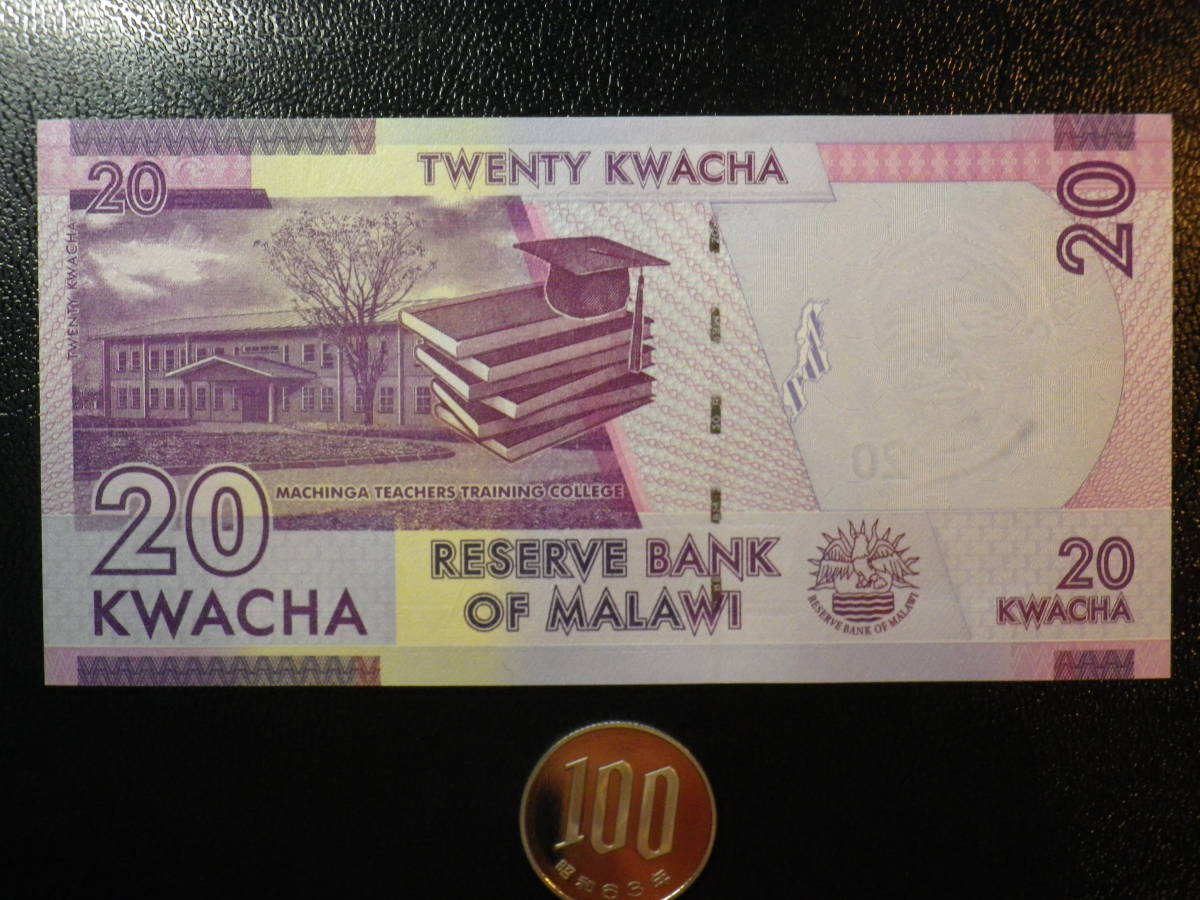 TWENTY KWACHA
20
20
TWENTY KWACHA
MACHINGA TEACHERS TRAINING COLLEGE
20
KWACHA
RESERVE BANK
OF MALAWI
RESERVE BANK OF MALAWI
20
20
KWACHA
100
昭和63年